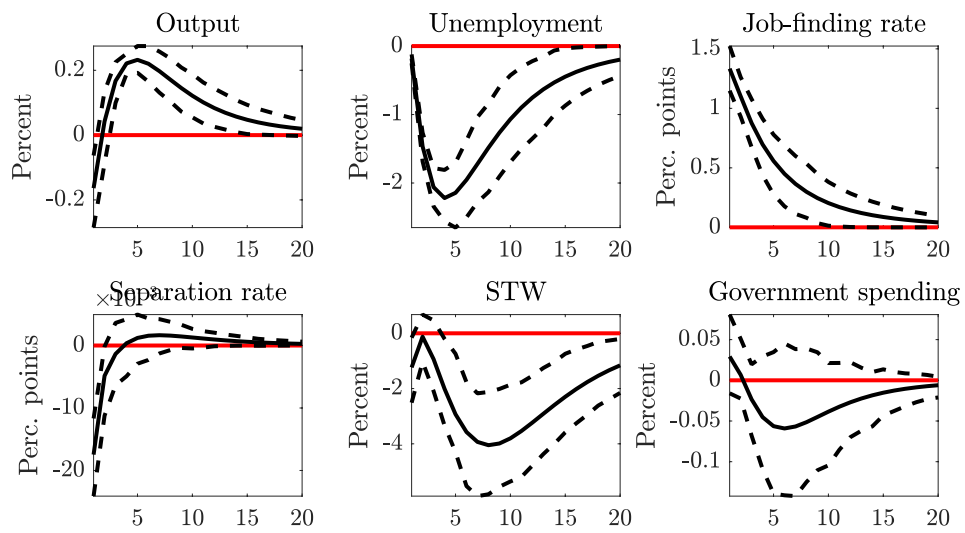 Output
Percent
0.2
0
-0.2
5 10 15 20
Unemployment
Percent
0
-1
-2
5 10 15 20
Job-finding rate
Perc. points
1.5
1
0.5
0
5 10 15 20
Separation rate
Perc. points
0
-10
-20
5 10 15 20
STW
Percent
0
-2
-4
5 10 15 20
Government spending
Percent
0.05
0
-0.05
-0.1
5 10 15 20